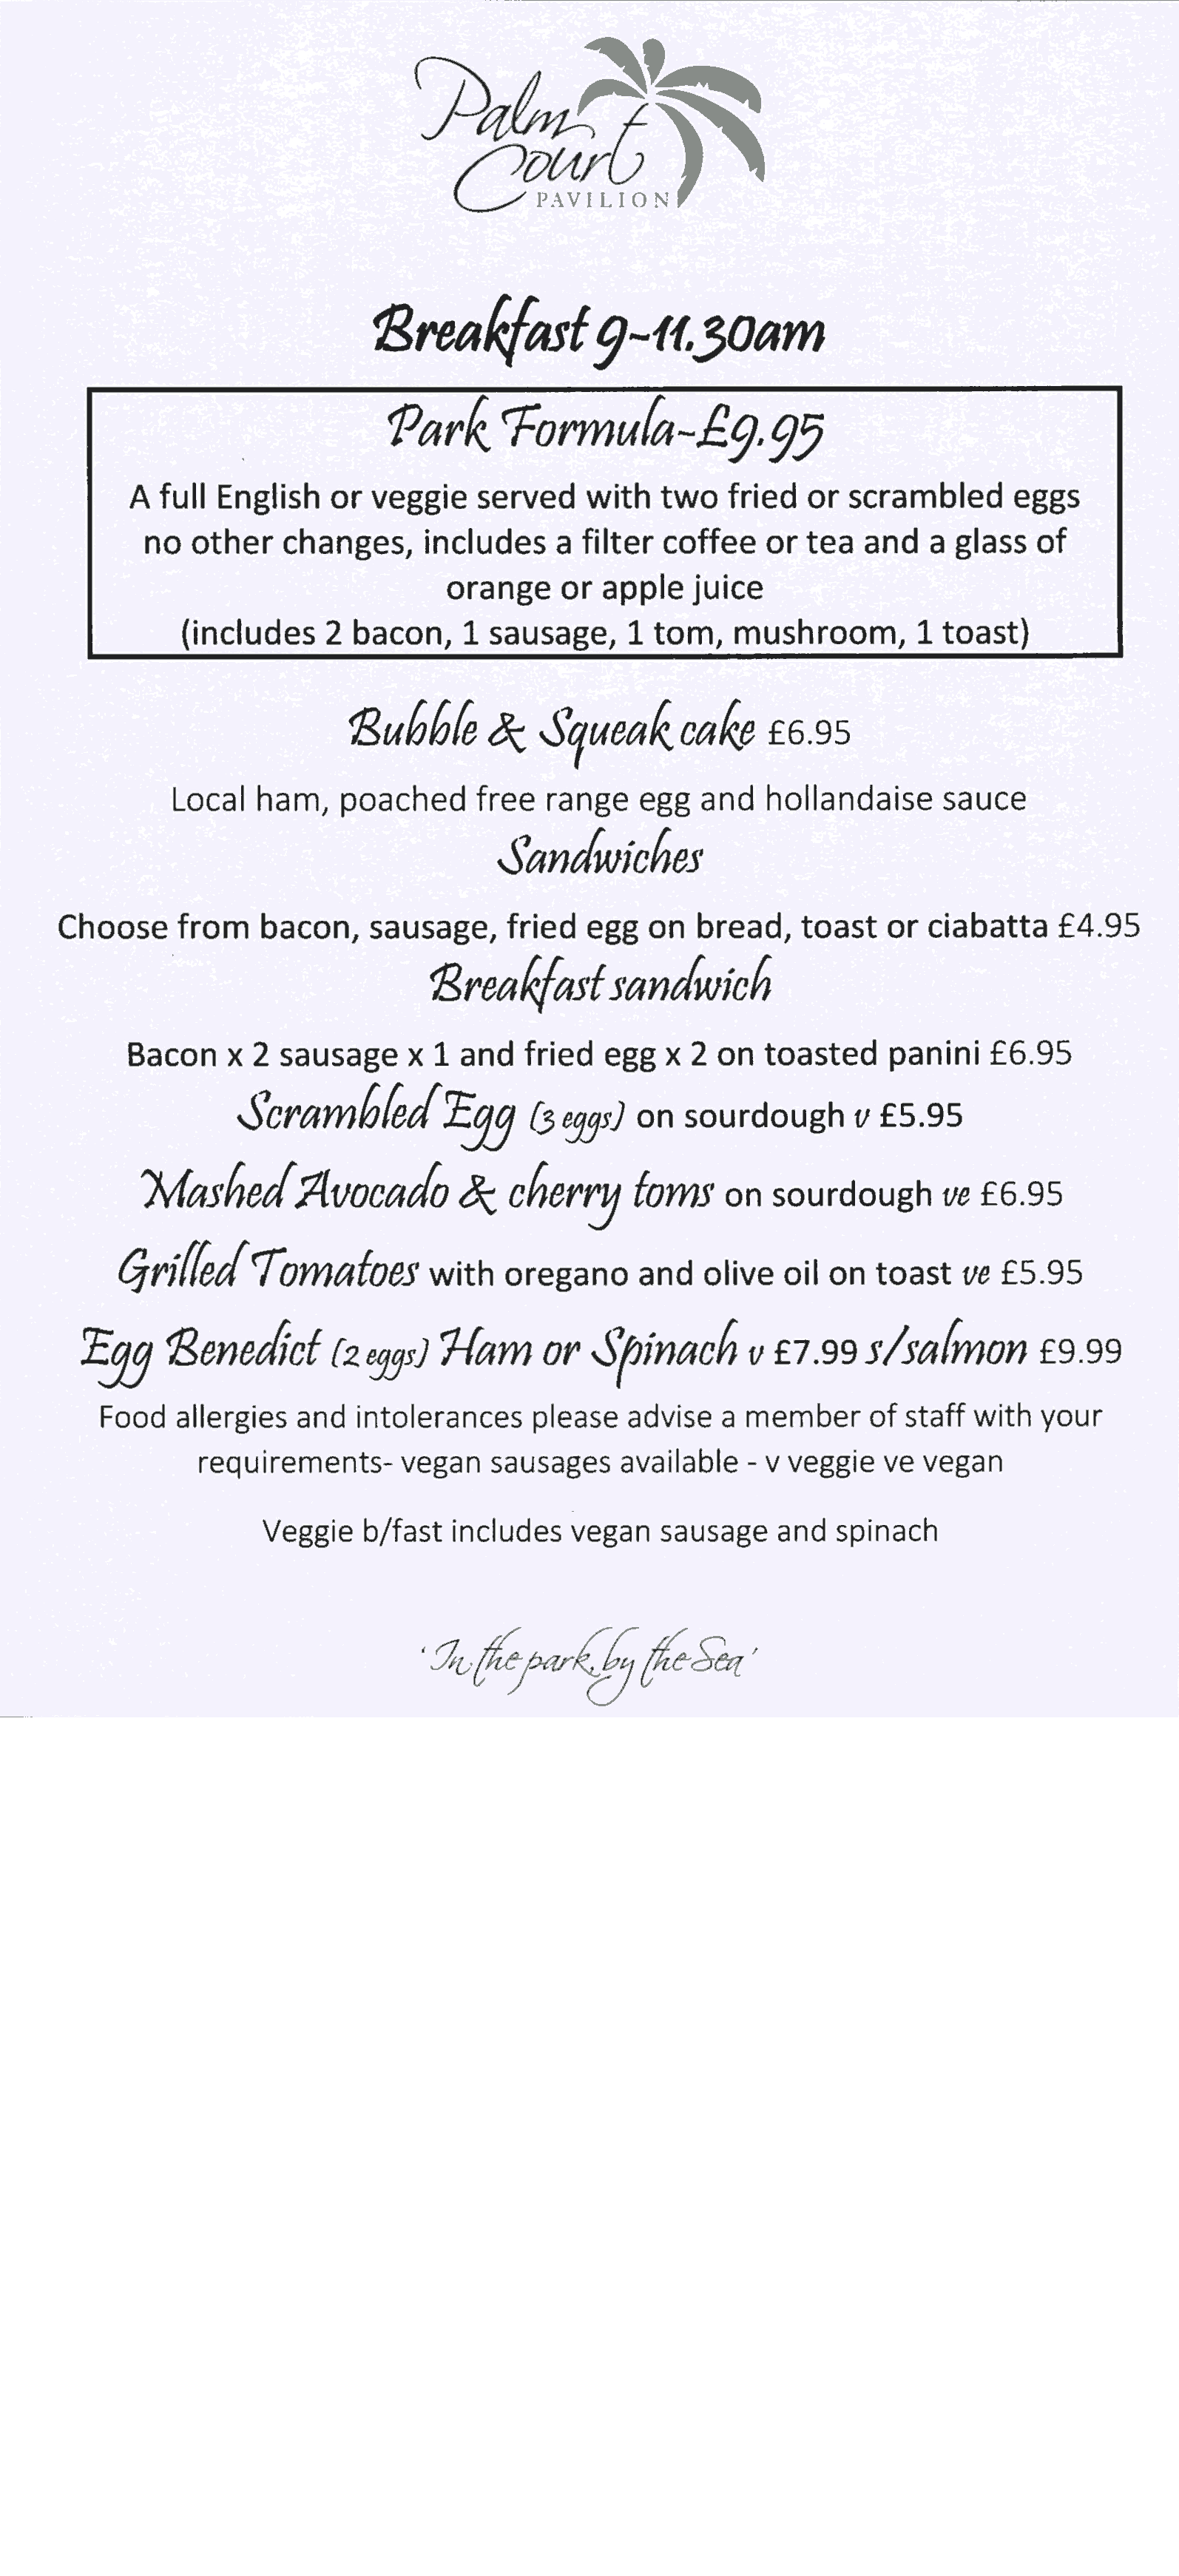 Palm
Court
PAVILION
Breakfast 9-11.30am
Park Formula-£9.95
A full English or veggie served with two fried or scrambled eggs
no other changes, includes a filter coffee or tea and a glass of
orange or apple juice
(includes 2 bacon, 1 sausage, 1 tom, mushroom, 1 toast)
Bubble & Squeak cake £6.95
Local ham, poached free range egg and hollandaise sauce
Sandwiches
Choose from bacon, sausage, fried egg on bread, toast or ciabatta £4.95
Breakfast sandwich
Bacon x 2 sausage x 1 and fried egg x 2 on toasted panini £6.95
Scrambled Egg (3 eggs) on sourdough v £5.95
Mashed Avocado & cherry toms on sourdough ve £6.95
Grilled Tomatoes with oregano and olive oil on toast ve £5.95
Egg Benedict (2 eggs) Ham or Spinach v £7.99 s/salmon £9.99
Food allergies and intolerances please advise a member of staff with your
requirements- vegan sausages available - v veggie ve vegan
Veggie b/fast includes vegan sausage and spinach
'In the park, by the Sea'